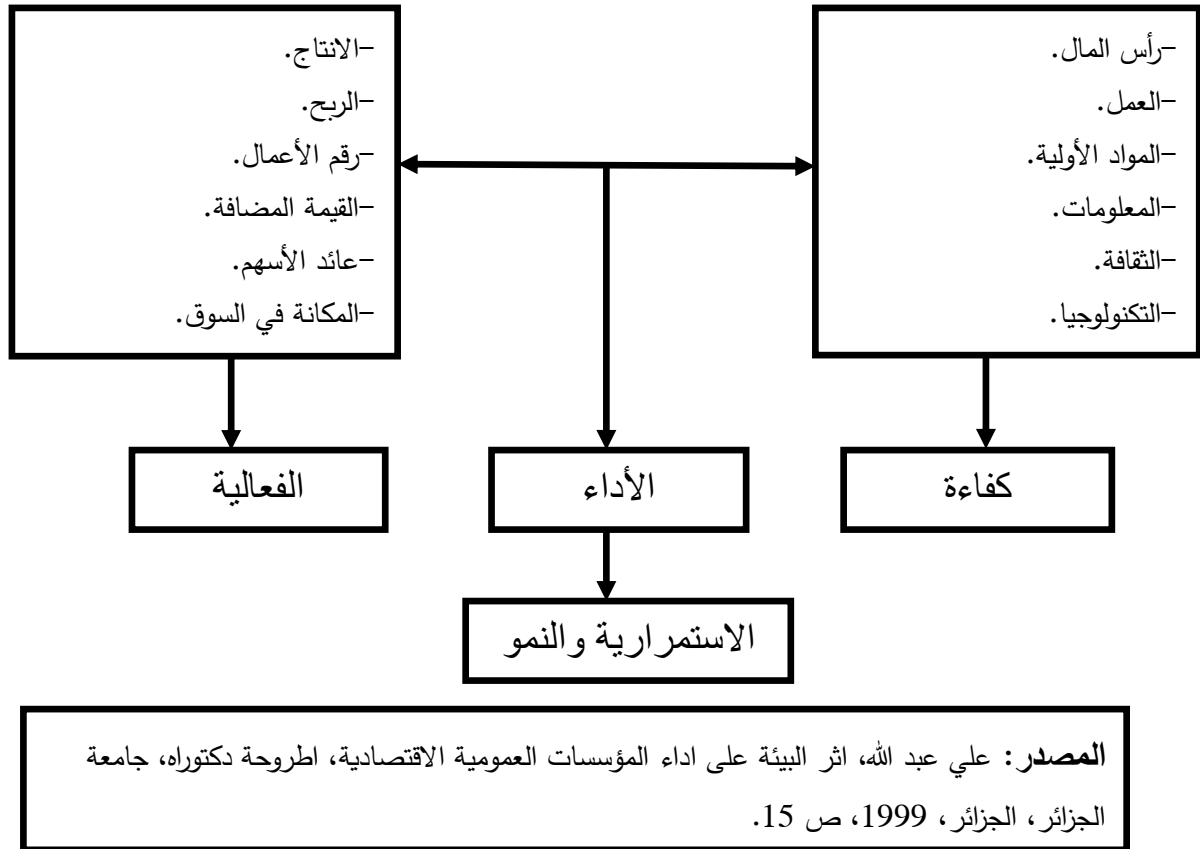 -رأس المال.
-العمل.
-المواد الأولية.
-المعلومات.
-الثقافة.
-التكنولوجيا.
-الانتاج.
-الربح.
-رقم الأعمال.
-القيمة المضافة.
-عائد الأسهم.
-المكانة في السوق.
كفاءة
الأداء
الفعالية
الاستمرارية والنمو
المصدر: علي عبد الله، اثر البيئة على اداء المؤسسات العمومية الاقتصادية، اطروحة دكتوراه، جامعة
الجزائر، الجزائر، 1999، ص 15.